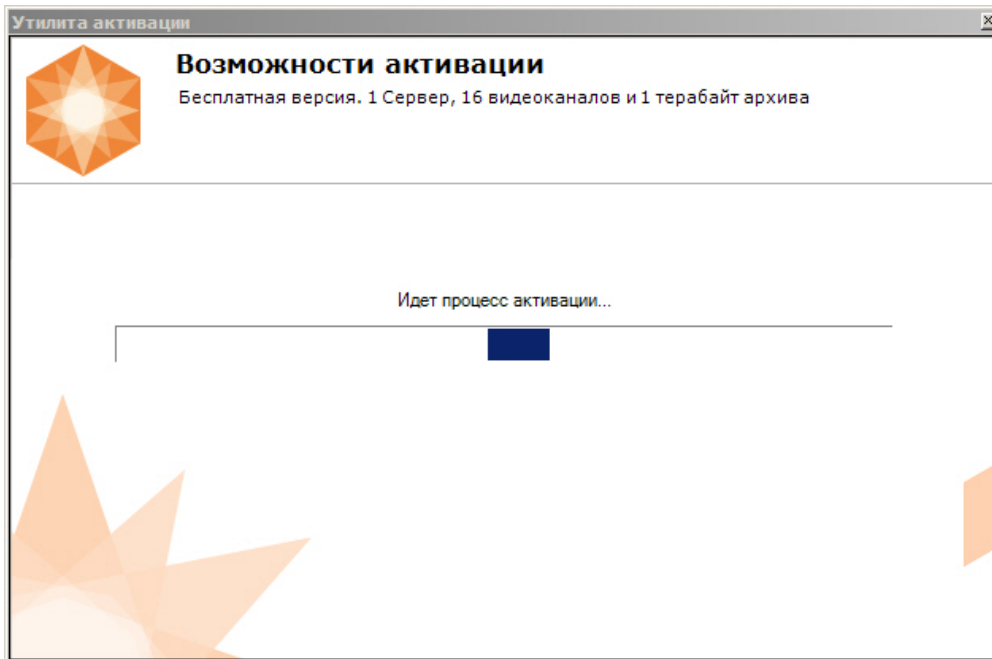 Утилита активации
Возможности активации
Бесплатная версия. 1 Сервер, 16 видеоканалов и 1 терабайт архива
Идет процесс активации...